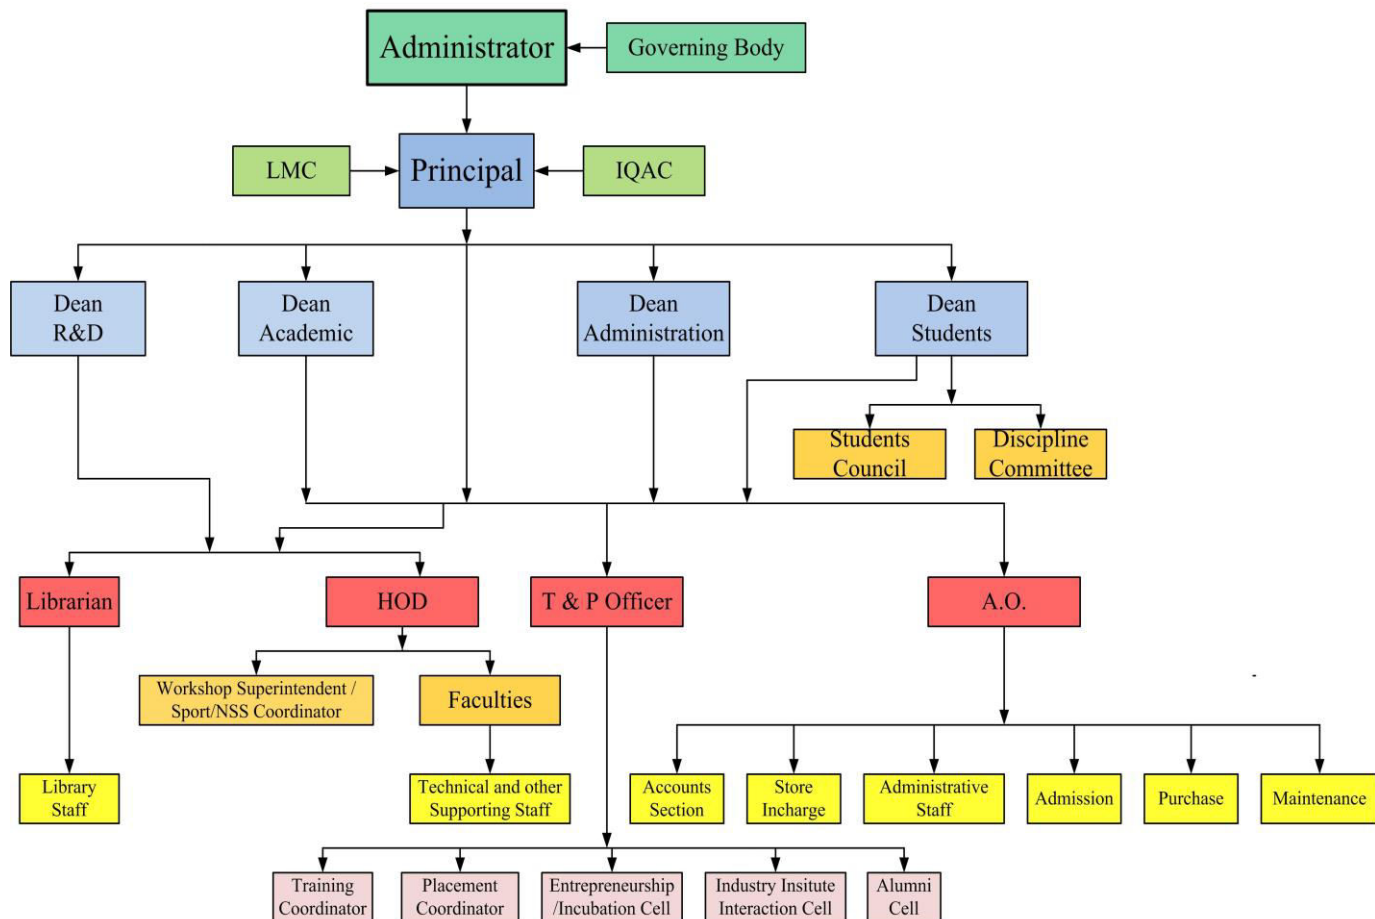 Administrator
Governing Body
LMC
Principal
IQAC
Dean
R&D
Dean
Academic
Dean
Administration
Dean
Students
Students
Council
Discipline
Committee
Librarian
HOD
T & P Officer
A.O.
Workshop Superintendent /
Sport/NSS Coordinator
Faculties
Library
Staff
Technical and other
Supporting Staff
Accounts
Section
Store
Incharge
Administrative
Staff
Admission
Purchase
Maintenance
Training
Coordinator
Placement
Coordinator
Entrepreneurship
/Incubation Cell
Industry Insitute
Interaction Cell
Alumni
Cell